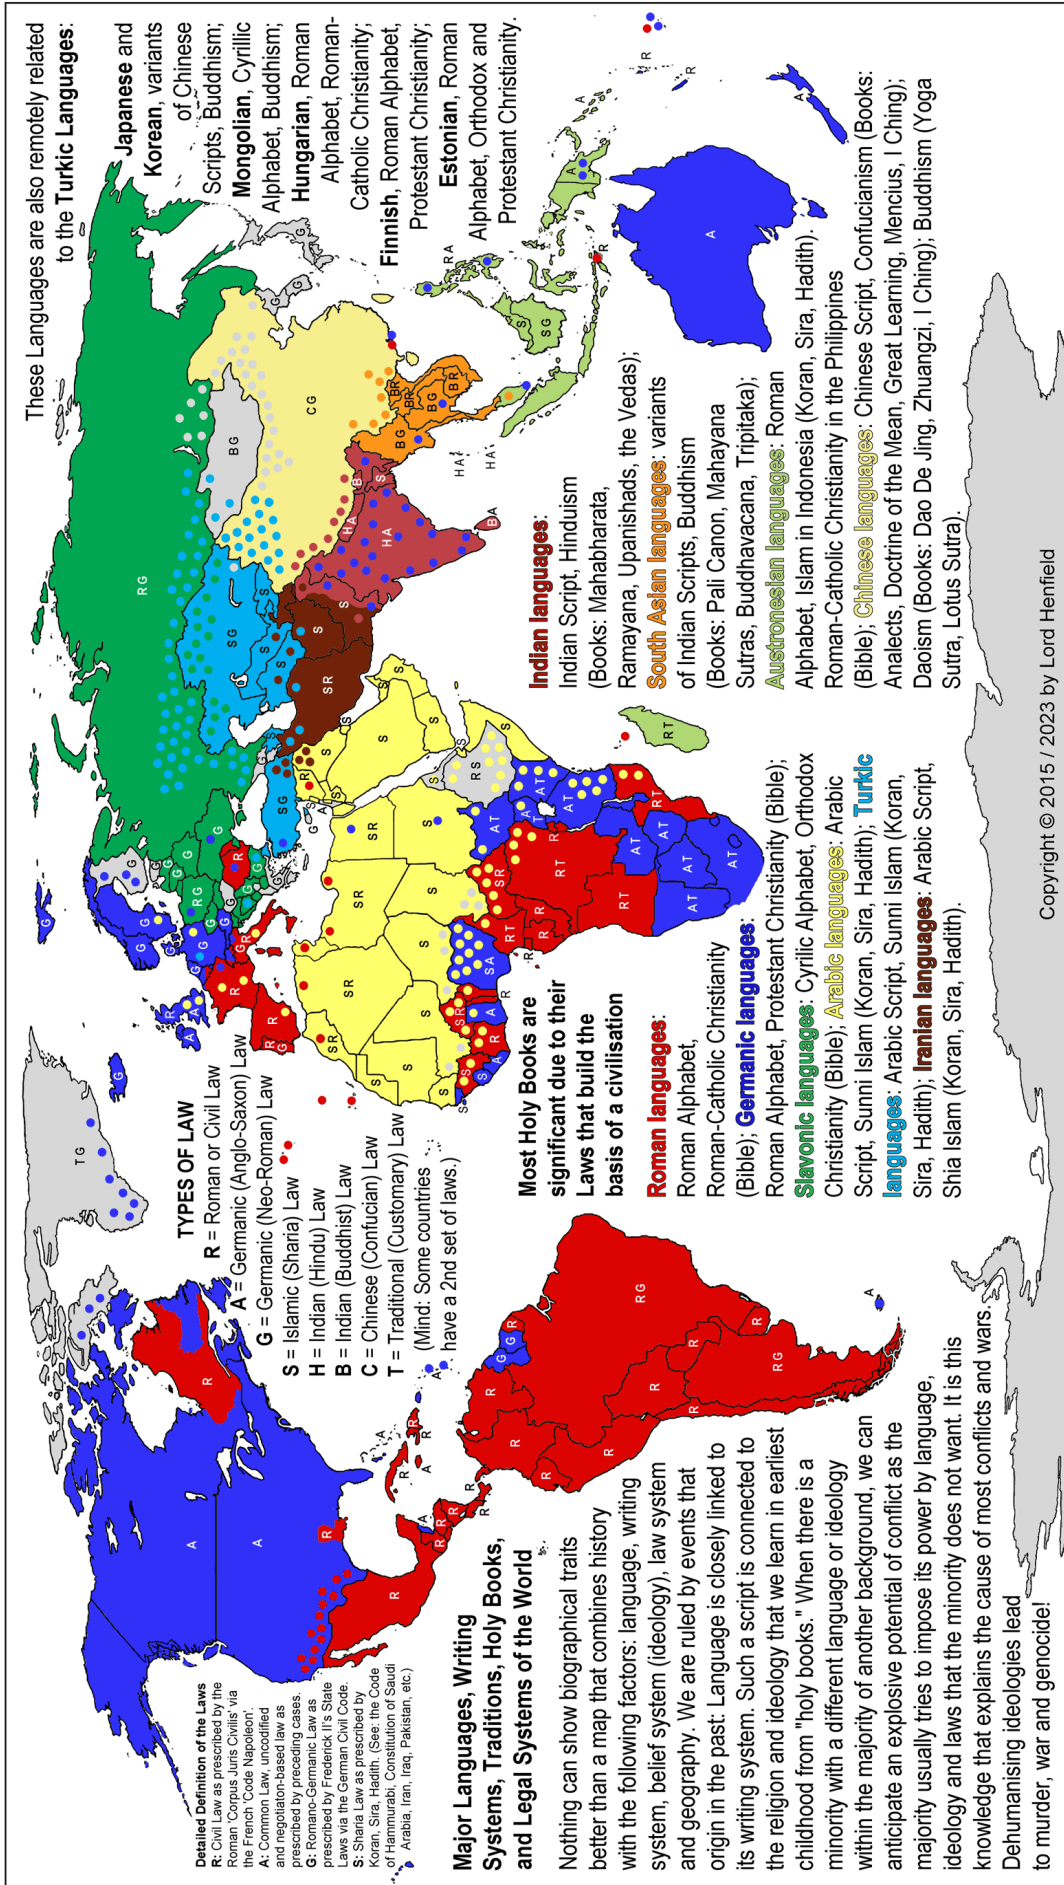 These Languages are also remotely related
to the Turkic Languages:
Japanese and
Korean, variants
of Chinese
Scripts, Buddhism;
Mongolian, Cyrillic
Alphabet, Buddhism;
Hungarian, Roman
Alphabet, Roman-
Catholic Christianity;
Finnish, Roman Alphabet,
Protestant Christianity;
Estonian, Roman
Alphabet, Orthodox and
Protestant Christianity.
TYPES OF LAW
R = Roman or Civil Law
A = Germanic (Anglo-Saxon) Law
G = Germanic (Neo-Roman) Law
S = Islamic (Sharia) Law
H = Indian (Hindu) Law
B = Indian (Buddhist) Law
C = Chinese (Confucian) Law
T = Traditional (Customary) Law
(Mind: Some countries
have a 2nd set of laws.)
Detailed Definition of the Laws
R: Civil Law as prescribed by the
Roman 'Corpus Juris Civilis' via
the French 'Code Napoleon'.
A: Common Law, uncodified
and negotiaton-based law as
prescribed by preceding cases.
G: Romano-Germanic Law as
prescribed by Frederick II's State
Laws via the German Civil Code.
S: Sharia Law as prescribed by
Koran, Sira, Hadith. (See: the Code
of Hammurabi, Constitution of Saudi
Arabia, Iran, Iraq, Pakistan, etc.)
Major Languages, Writing
Systems, Traditions, Holy Books,
and Legal Systems of the World
Nothing can show biographical traits
better than a map that combines history
with the following factors: language, writing
system, belief system (ideology), law system
and geography. We are ruled by events that
origin in the past. Language is closely linked to
its writing system. Such a script is connected to
the religion and ideology that we learn in earliest
childhood from "holy books." When there is a
minority with a different language or ideology
within the majority of another background, we can
anticipate an explosive potential of conflict as the
majority usually tries to impose its power by language,
ideology and laws that the minority does not want. It is this
knowledge that explains the cause of most conflicts and wars.
Dehumanising ideologies lead
to murder, war and genocide!
Most Holy Books are
significant due to their
Laws that build the
basis of a civilisation
Roman languages:
Roman Alphabet,
Roman-Catholic Christianity
(Bible); Germanic languages:
Roman Alphabet, Protestant Christianity (Bible);
Slavonic languages: Cyrilic Alphabet, Orthodox
Christianity (Bible); Arabic languages: Arabic
Script, Sunni Islam (Koran, Sira, Hadith); Turkic
languages: Arabic Script, Sunni Islam (Koran,
Sira, Hadith); Iranian languages: Arabic Script,
Shia Islam (Koran, Sira, Hadith).
Indian languages:
Indian Script, Hinduism
(Books: Mahabharata,
Ramayana, Upanishads, the Vedas);
South Asian languages: variants
of Indian Scripts, Buddhism
(Books: Pali Canon, Mahayana
Sutras, Buddhavacana, Tripitaka);
Austronesian languages: Roman
Alphabet, Islam in Indonesia (Koran, Sira, Hadith).
Roman-Catholic Christianity in the Philippines
(Bible); Chinese languages: Chinese Script, Confucianism (Books:
Analects, Doctrine of the Mean, Great Learning, Mencius, I Ching);
Daoism (Books: Dao De Jing, Zhuangzi, I Ching); Buddhism (Yoga
Sutra, Lotus Sutra).
Copyright © 2015 / 2023 by Lord Henfield